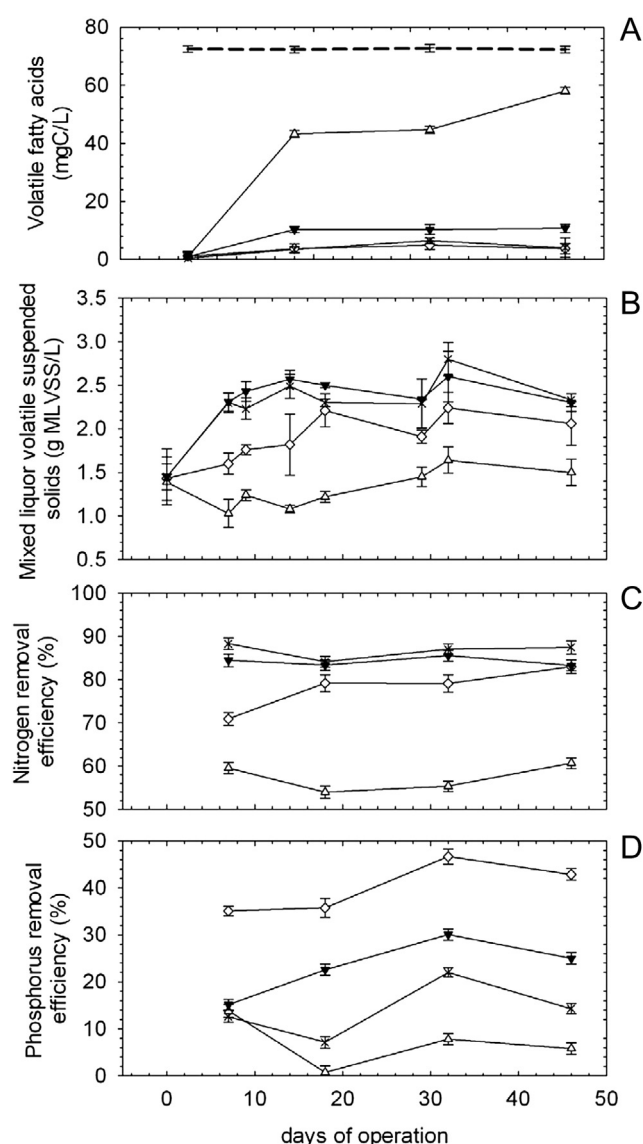 A
Volatile fatty acids
(mgC/L)
80
60
40
20
0
B
Mixed liquor volatile suspended
solids (g MLVSS/L)
3.5
3.0
2.5
2.0
1.5
1.0
0.5
C
Nitrogen removal
efficiency (%)
100
90
80
70
60
50
D
Phosphorus removal
efficiency (%)
50
40
30
20
10
0
0 10 20 30 40 50
days of operation